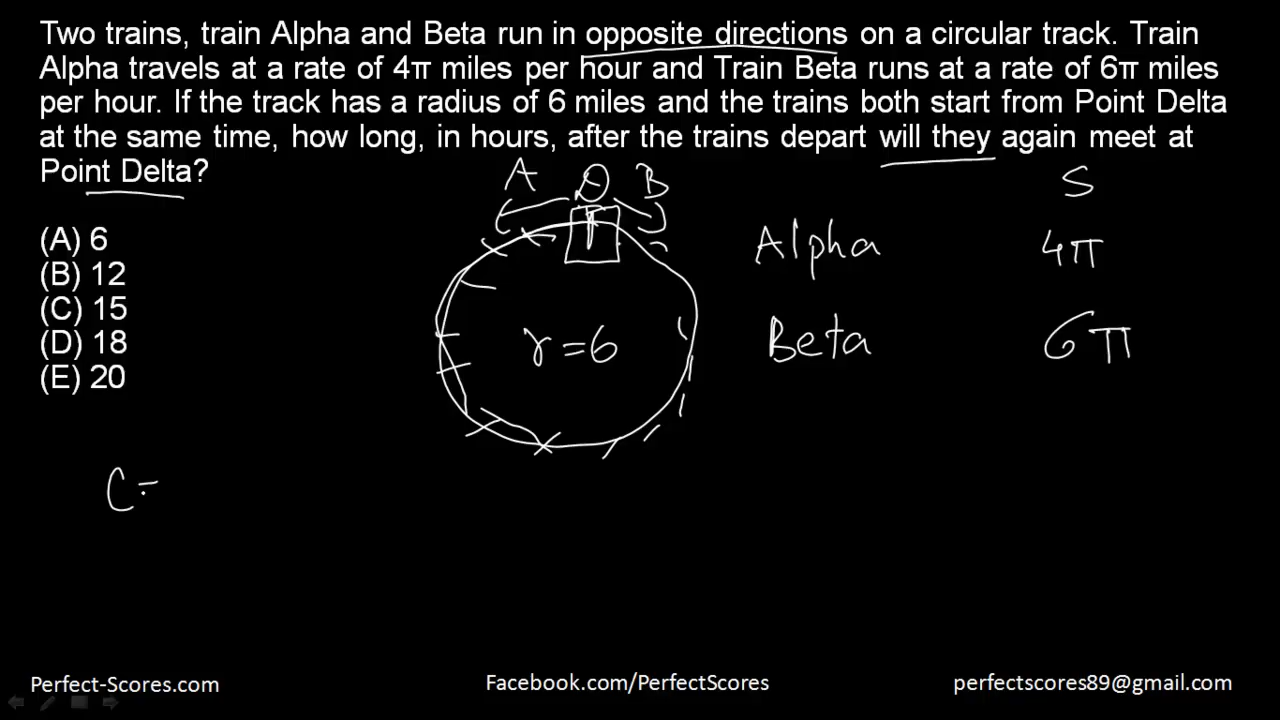 Two trains, train Alpha and Beta run in opposite directions on a circular track. Train
Alpha travels at a rate of 4π miles per hour and Train Beta runs at a rate of 6π miles
per hour. If the track has a radius of 6 miles and the trains both start from Point Delta
at the same time, how long, in hours, after the trains depart will they again meet at
Point Delta?
A D B
S
(A) 6
(B) 12
(C) 15
(D) 18
(E) 20
Alpha 4π
r=6
Beta 6π
C=
Perfect-Scores.com
Facebook.com/PerfectScores
perfectscores89@gmail.com